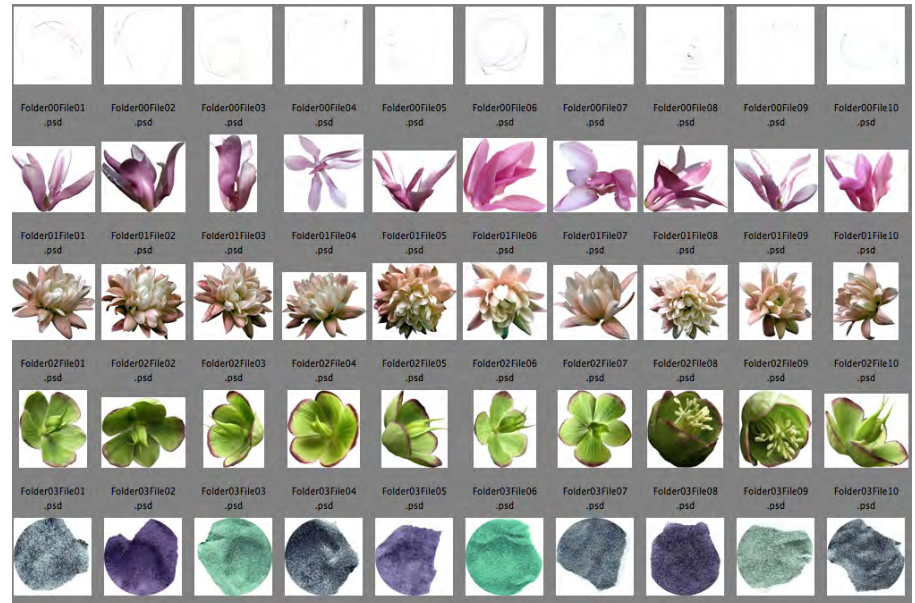 Folder00File01 Folder00File02 Folder00File03 Folder00File04 Folder00File05 Folder00File06 Folder00File07 Folder00File08 Folder00File09 Folder00File10
.psd .psd .psd .psd .psd .psd .psd .psd .psd .psd
Folder01File01 Folder01File02 Folder01File03 Folder01File04 Folder01File05 Folder01File06 Folder01File07 Folder01File08 Folder01File09 Folder01File10
.psd .psd .psd .psd .psd .psd .psd .psd .psd .psd
Folder02File01 Folder02File02 Folder02File03 Folder02File04 Folder02File05 Folder02File06 Folder02File07 Folder02File08 Folder02File09 Folder02File10
.psd .psd .psd .psd .psd .psd .psd .psd .psd .psd
Folder03File01 Folder03File02 Folder03File03 Folder03File04 Folder03File05 Folder03File06 Folder03File07 Folder03File08 Folder03File09 Folder03File10
.psd .psd .psd .psd .psd .psd .psd .psd .psd .psd